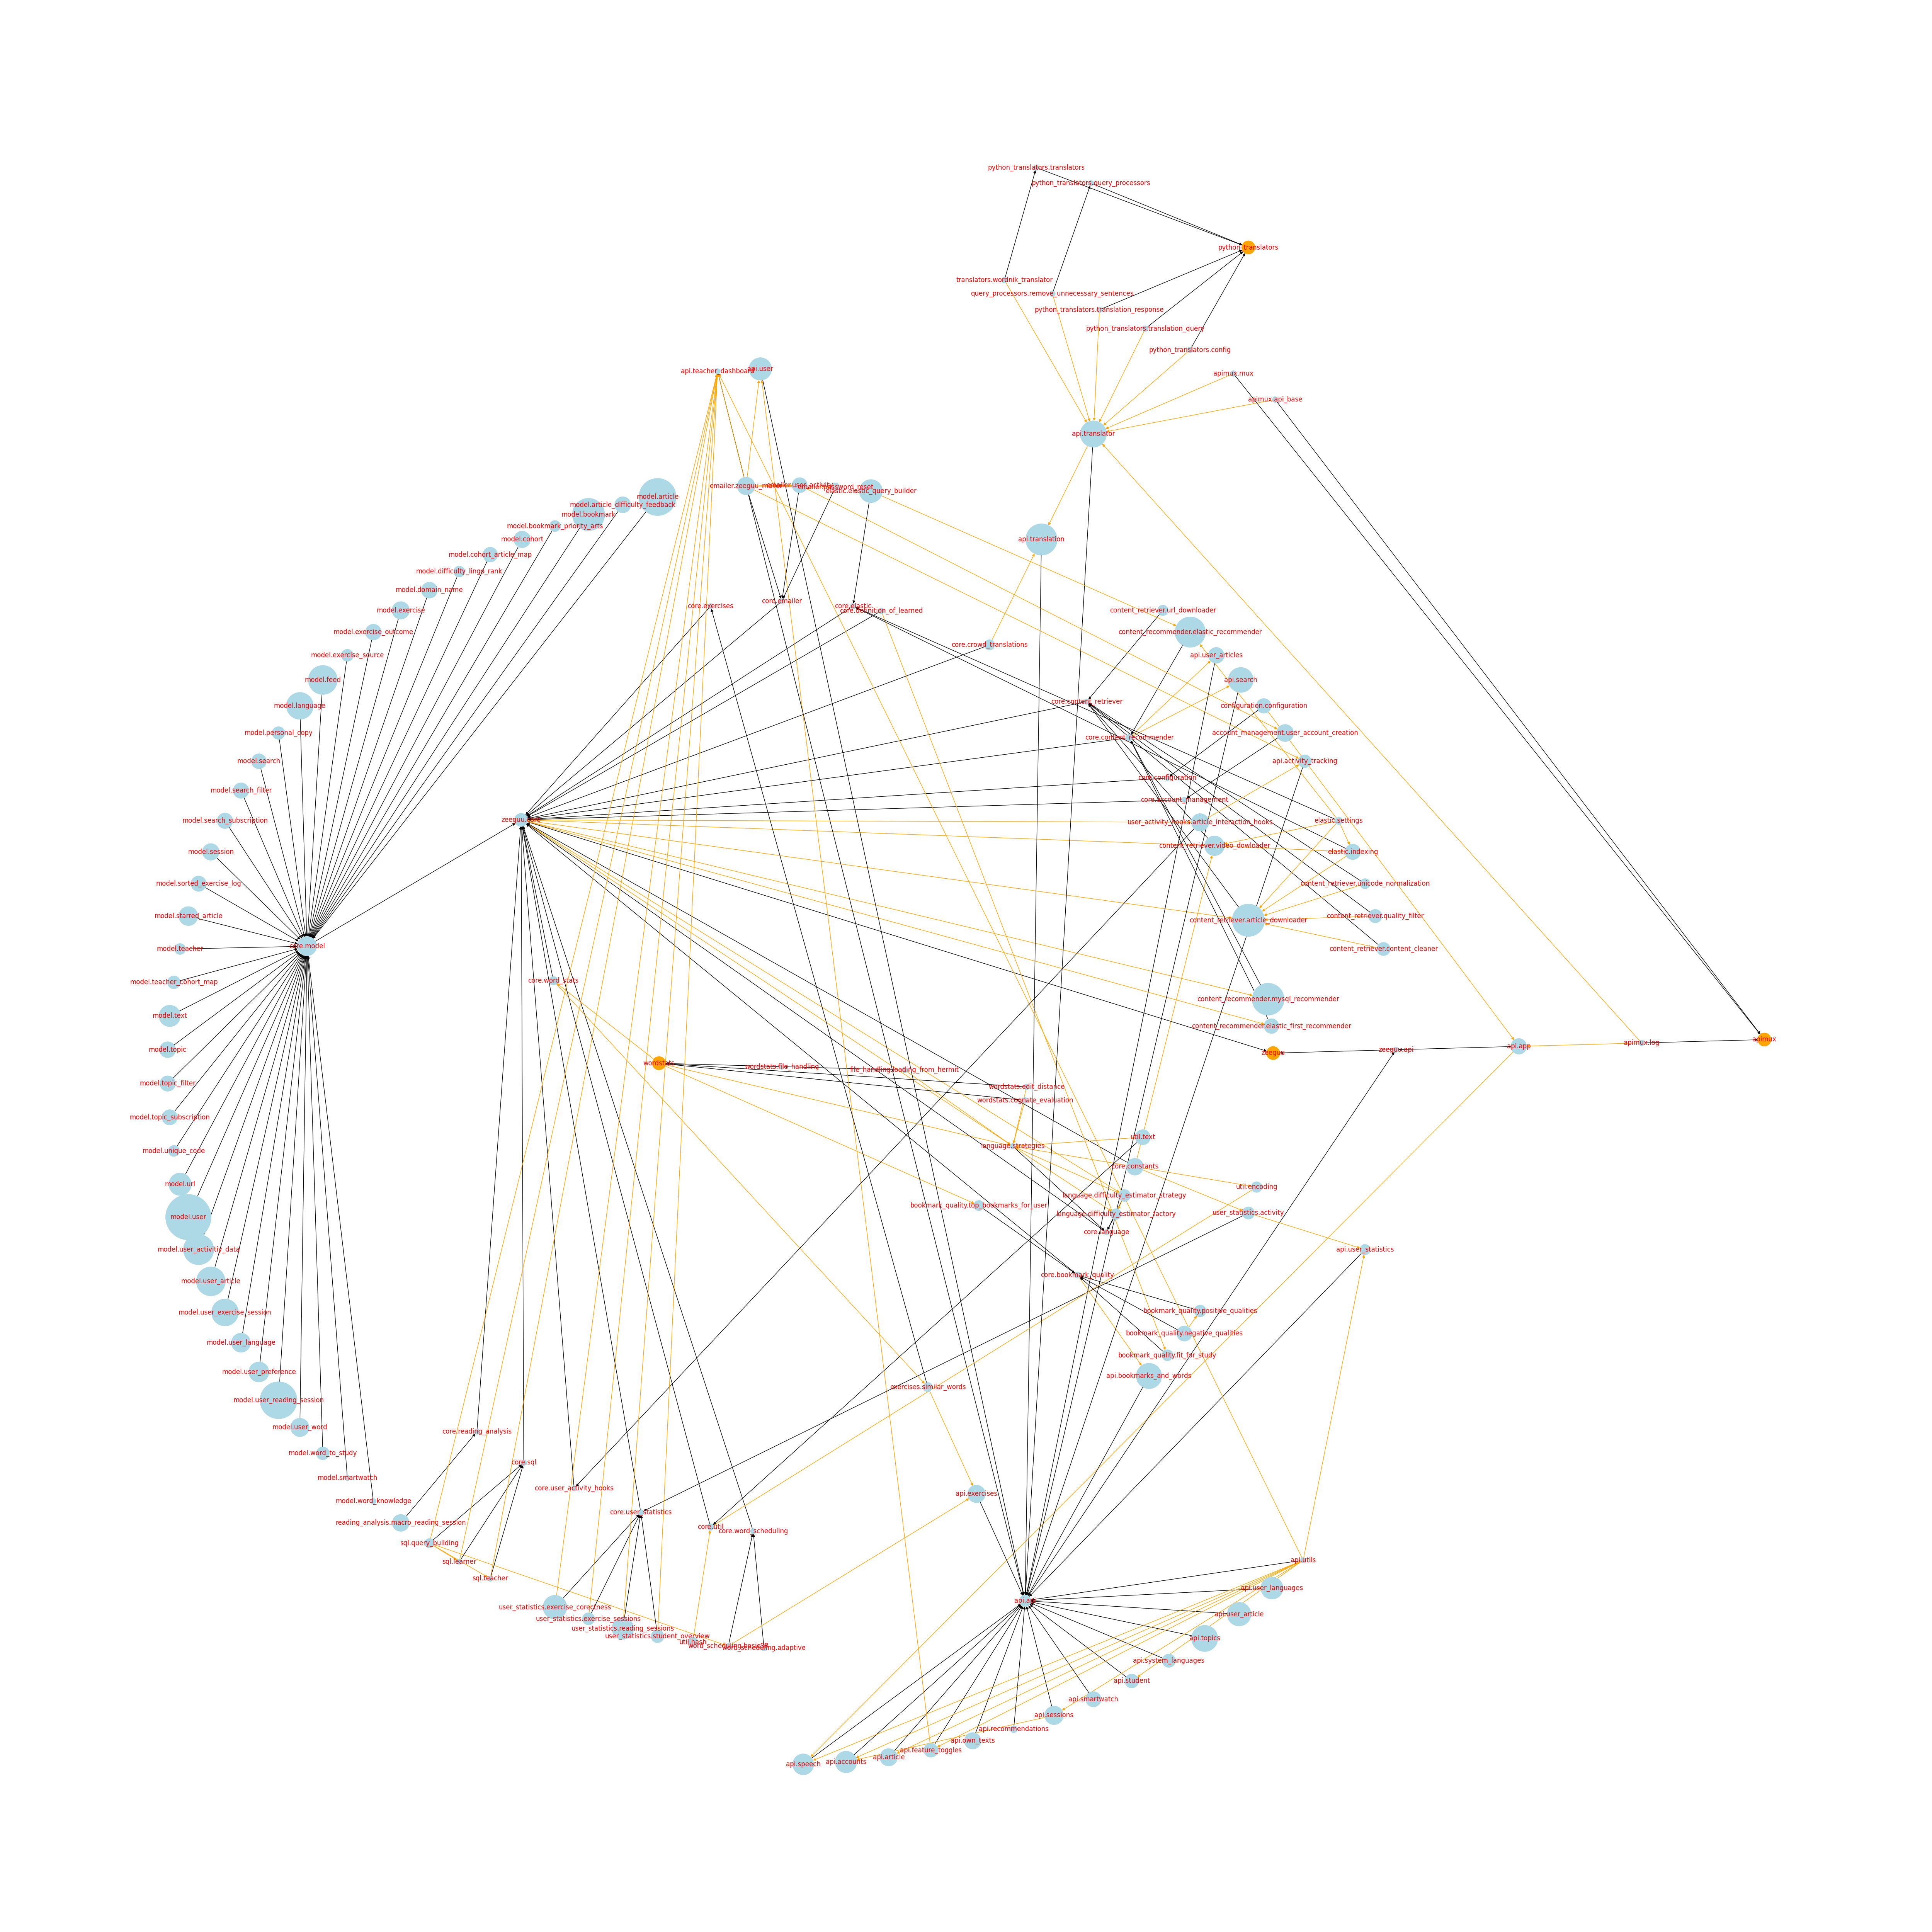 python_translators.translators
python_translators.query_processors
python_translators
translators.wordnik_translator
query_processors.remove_unnecessary_sentences
python_translators.translation_response
python_translators.translation_query
python_translators.config
apimux.mux
apimux.api_base
api.teacher_dashboard
api.user
api.translator
emailer.zeeguu_mailer
emailer.user_activity
emailer.password_reset
elastic.elastic_query_builder
model.article
model.article_difficulty_feedback
model.bookmark
model.bookmark_priority_arts
model.cohort
model.cohort_article_map
model.difficulty_lingo_rank
model.domain_name
model.exercise
model.exercise_outcome
model.exercise_source
model.feed
model.language
model.personal_copy
model.search
model.search_filter
model.search_subscription
model.session
model.sorted_exercise_log
model.starred_article
core.model
model.teacher
model.teacher_cohort_map
model.text
model.topic
model.topic_filter
model.topic_subscription
model.unique_code
model.url
model.user
model.user_activitiy_data
model.user_article
model.user_exercise_session
model.user_language
model.user_preference
model.user_reading_session
model.user_word
model.word_to_study
model.smartwatch
model.word_knowledge
api.translation
core.exercises
core.emailer
core.elastic
core.definition_of_learned
core.crowd_translations
content_retriever.url_downloader
content_recommender.elastic_recommender
api.user_articles
api.search
core.content_retriever
configuration.configuration
core.content_recommender
account_management.user_account_creation
api.activity_tracking
core.configuration
core.account_management
zeeguu.core
user_activity_hooks.article_interaction_hooks
elastic.settings
content_retriever.video_dowloader
elastic.indexing
content_retriever.unicode_normalization
content_retriever.article_downloader
content_retriever.quality_filter
content_retriever.content_cleaner
core.word_stats
content_recommender.mysql_recommender
content_recommender.elastic_first_recommender
zeeguu
zeeguu.api
api.app
apimux.log
apimux
wordstats
wordstats.file_handling
file_handling.loading_from_hermit
wordstats.edit_distance
wordstats.cognate_evaluation
util.text
language.strategies
core.constants
util.encoding
language.difficulty_estimator_strategy
bookmark_quality.top_bookmarks_for_user
language.difficulty_estimator_factory
user_statistics.activity
core.language
api.user_statistics
core.bookmark_quality
bookmark_quality.positive_qualities
bookmark_quality.negative_qualities
bookmark_quality.fit_for_study
api.bookmarks_and_words
exercises.similar_words
core.reading_analysis
core.sql
core.user_activity_hooks
api.exercises
core.user_statistics
reading_analysis.macro_reading_session
core.util
core.word_scheduling
sql.query_building
sql.learner
sql.teacher
user_statistics.exercise_corectness
user_statistics.exercise_sessions
user_statistics.reading_sessions
user_statistics.student_overview
util.hash
word_scheduling.adaptive
api.utils
api.user_languages
api.api
api.user_article
api.topics
api.system_languages
api.student
api.smartwatch
api.sessions
api.recommendations
api.own_texts
api.feature_toggles
api.article
api.accounts
api.speech